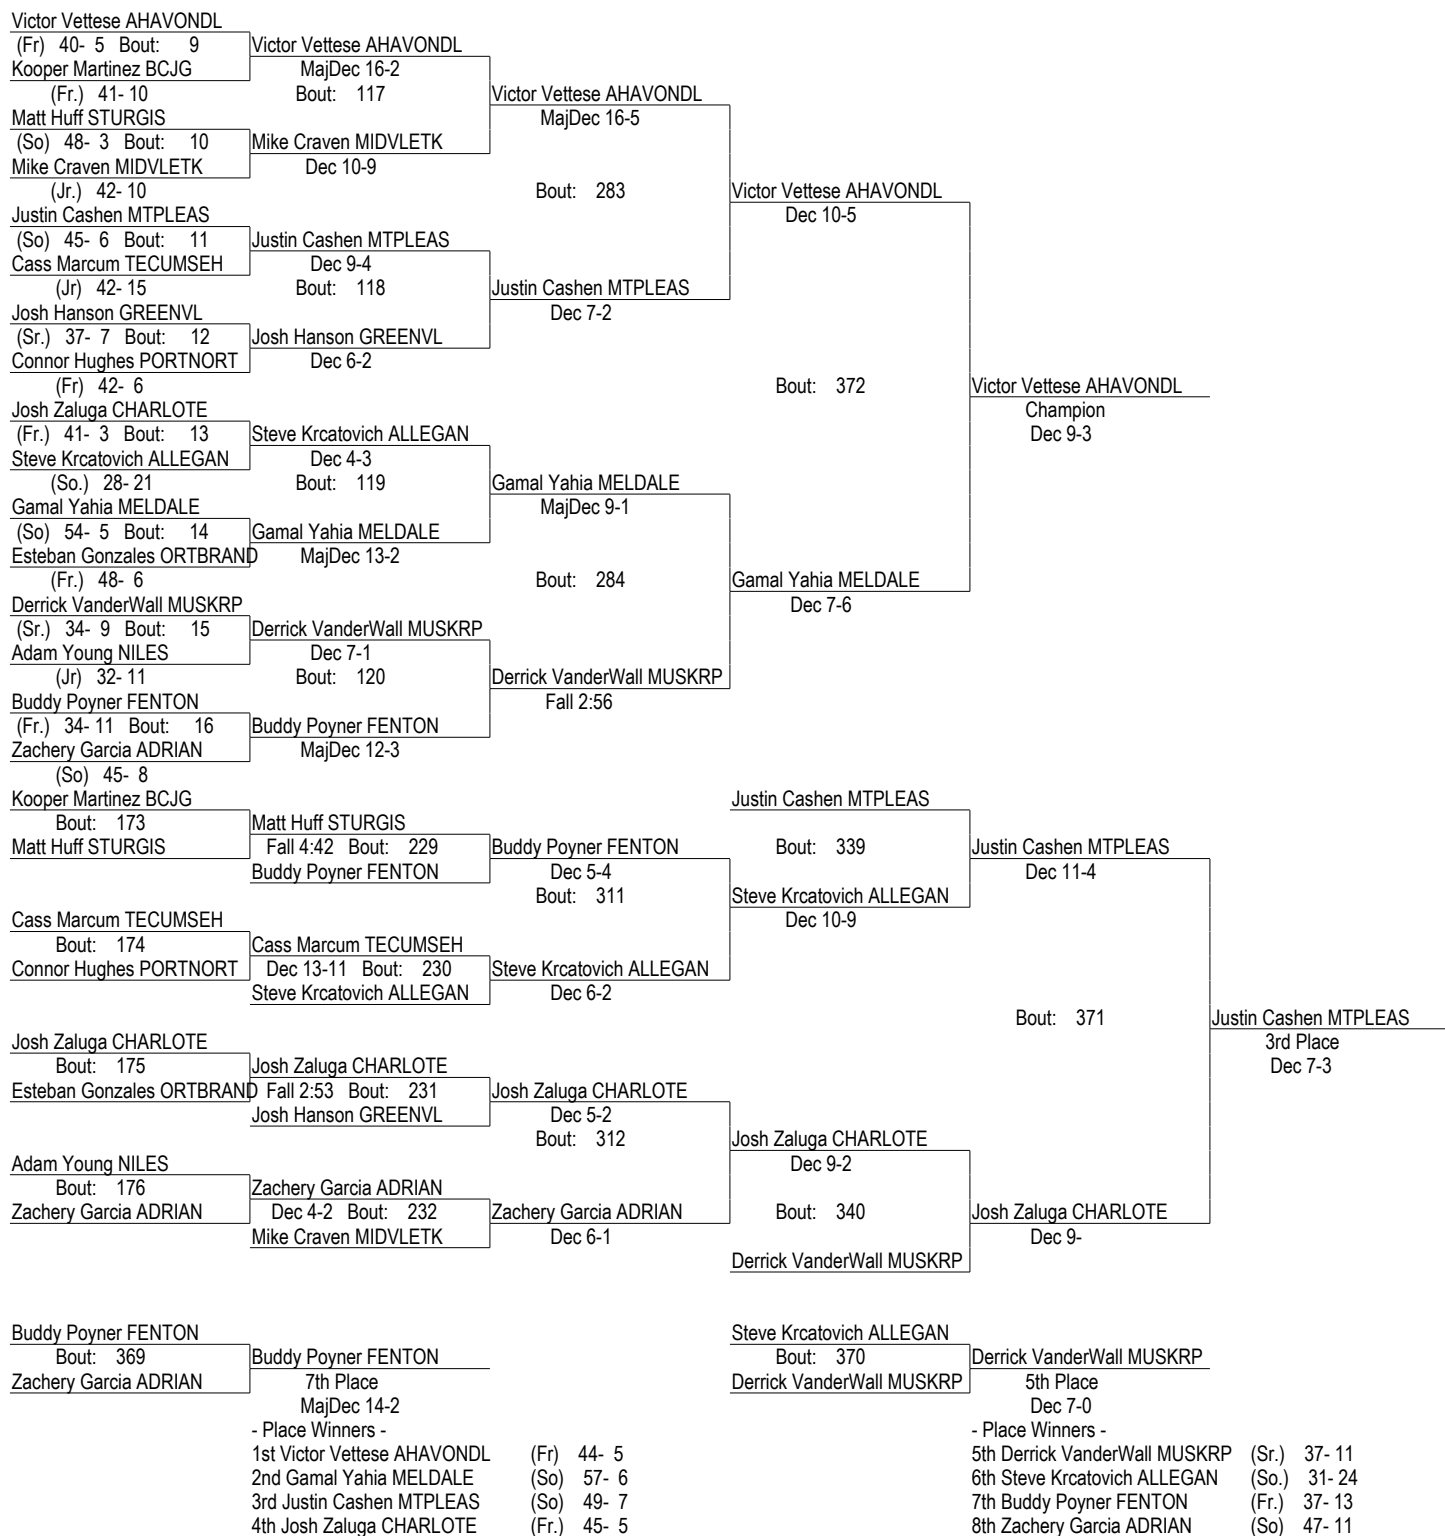 Victor Vettese AHAVONDL
(Fr) 40- 5 Bout: 9 Victor Vettese AHAVONDL
Kooper Martinez BCJG MajDec 16-2
(Fr.) 41- 10 Bout: 117 Victor Vettese AHAVONDL
Matt Huff STURGIS MajDec 16-5
(So) 48- 3 Bout: 10 Mike Craven MIDVLETK
Mike Craven MIDVLETK Dec 10-9
(Jr.) 42- 10 Bout: 283 Victor Vettese AHAVONDL
Justin Cashen MTPLEAS Dec 10-5
(So) 45- 6 Bout: 11 Justin Cashen MTPLEAS
Cass Marcum TECUMSEH Dec 9-4
(Jr) 42- 15 Bout: 118 Justin Cashen MTPLEAS
Josh Hanson GREENVL Dec 7-2
(Sr.) 37- 7 Bout: 12 Josh Hanson GREENVL
Connor Hughes PORTNORT Dec 6-2
(Fr) 42- 6 Bout: 372 Victor Vettese AHAVONDL
Josh Zaluga CHARLOTE Champion
(Fr.) 41- 3 Bout: 13 Steve Krcatovich ALLEGAN Dec 9-3
Steve Krcatovich ALLEGAN Dec 4-3
(So.) 28- 21 Bout: 119 Gamal Yahia MELDALE
Gamal Yahia MELDALE MajDec 9-1
(So) 54- 5 Bout: 14 Gamal Yahia MELDALE
Esteban Gonzales ORTBRAND MajDec 13-2
(Fr.) 48- 6 Bout: 284 Gamal Yahia MELDALE
Derrick VanderWall MUSKRP Dec 7-6
(Sr.) 34- 9 Bout: 15 Derrick VanderWall MUSKRP
Adam Young NILES Dec 7-1
(Jr) 32- 11 Bout: 120 Derrick VanderWall MUSKRP
Buddy Poyner FENTON Fall 2:56
(Fr.) 34- 11 Bout: 16 Buddy Poyner FENTON
Zachery Garcia ADRIAN MajDec 12-3
(So) 45- 8
Kooper Martinez BCJG Justin Cashen MTPLEAS
Bout: 173 Matt Huff STURGIS
Matt Huff STURGIS Fall 4:42 Bout: 229 Buddy Poyner FENTON Bout: 339 Justin Cashen MTPLEAS
Buddy Poyner FENTON Dec 5-4 Dec 11-4
Bout: 311 Steve Krcatovich ALLEGAN
Cass Marcum TECUMSEH Dec 10-9
Bout: 174 Cass Marcum TECUMSEH
Connor Hughes PORTNORT Dec 13-11 Bout: 230 Steve Krcatovich ALLEGAN
Steve Krcatovich ALLEGAN Dec 6-2
Bout: 371 Justin Cashen MTPLEAS
Josh Zaluga CHARLOTE 3rd Place
Bout: 175 Josh Zaluga CHARLOTE Dec 7-3
Esteban Gonzales ORTBRAND Fall 2:53 Bout: 231 Josh Zaluga CHARLOTE
Josh Hanson GREENVL Dec 5-2
Bout: 312 Josh Zaluga CHARLOTE
Adam Young NILES Dec 9-2
Bout: 176 Zachery Garcia ADRIAN
Zachery Garcia ADRIAN Dec 4-2 Bout: 232 Zachery Garcia ADRIAN Bout: 340 Josh Zaluga CHARLOTE
Mike Craven MIDVLETK Dec 6-1 Dec 9-
Derrick VanderWall MUSKRP
Buddy Poyner FENTON Steve Krcatovich ALLEGAN
Bout: 369 Buddy Poyner FENTON Bout: 370 Derrick VanderWall MUSKRP
Zachery Garcia ADRIAN 7th Place Derrick VanderWall MUSKRP 5th Place
MajDec 14-2 Dec 7-0
- Place Winners - - Place Winners -
1st Victor Vettese AHAVONDL (Fr) 44- 5 5th Derrick VanderWall MUSKRP (Sr.) 37- 11
2nd Gamal Yahia MELDALE (So) 57- 6 6th Steve Krcatovich ALLEGAN (So.) 31- 24
3rd Justin Cashen MTPLEAS (So) 49- 7 7th Buddy Poyner FENTON (Fr.) 37- 13
4th Josh Zaluga CHARLOTE (Fr.) 45- 5 8th Zachery Garcia ADRIAN (So) 47- 11